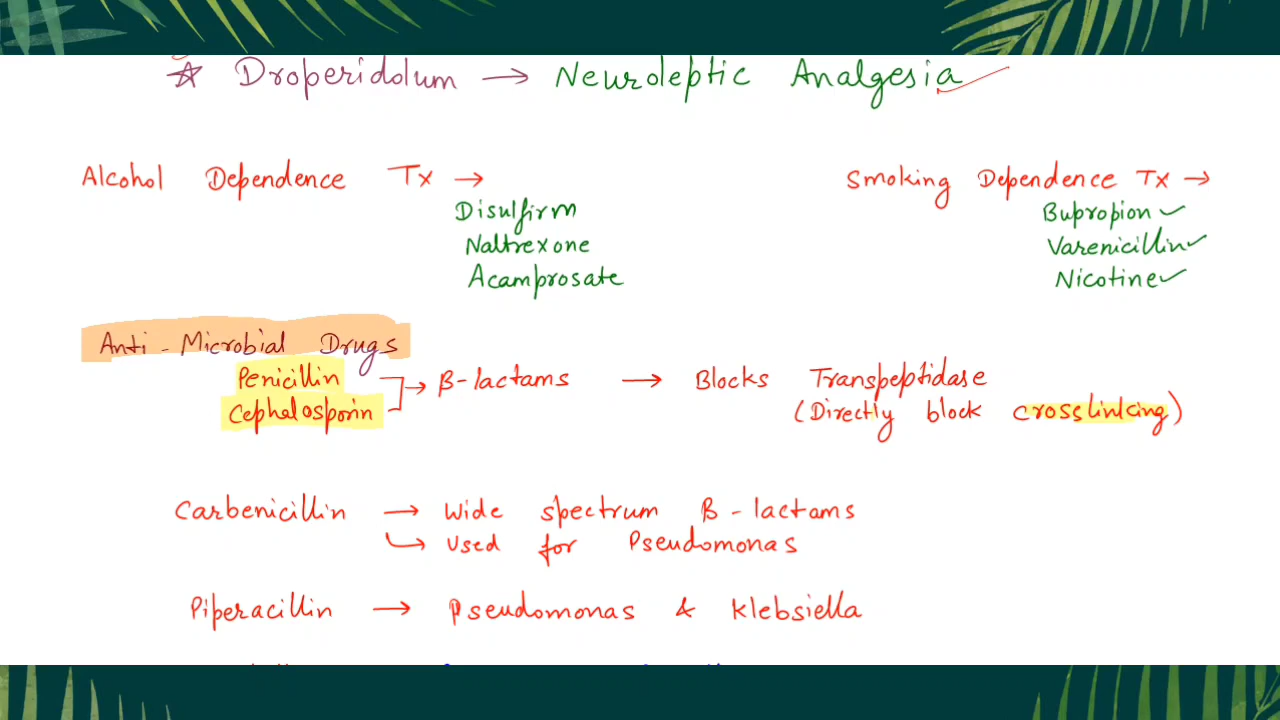 ☆ Droperidolum → Neuroleptic Analgesia
Alcohol Dependence Tx →
Disulfirm
Naltrexone
Acamprosate
Smoking Dependence Tx →
Bupropion ✓
Varenicillin ✓
Nicotine ✓
Anti - Microbial Drugs
Penicillin
Cephalosporin
→ β-lactams → Blocks Transpeptidase
(Directly block crosslinking)
Carbenicillin → Wide spectrum β - lactams
↳ Used for Pseudomonas
Piperacillin → Pseudomonas & Klebsiella